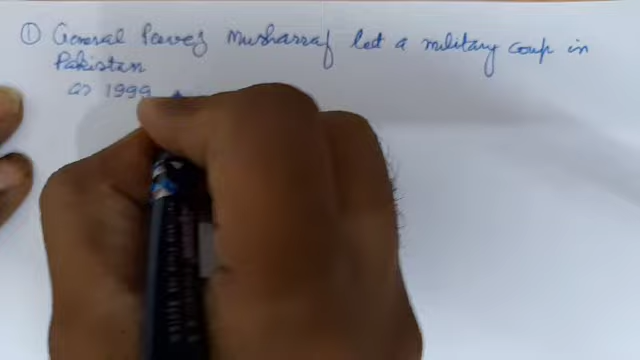 ① General Pervez Musharraf led a military coup in
Pakistan
a) 1999